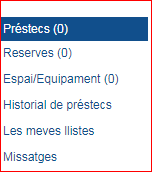 Préstecs (0)
Reserves (0)
Espai/Equipament (0)
Historial de préstecs
Les meves llistes
Missatges